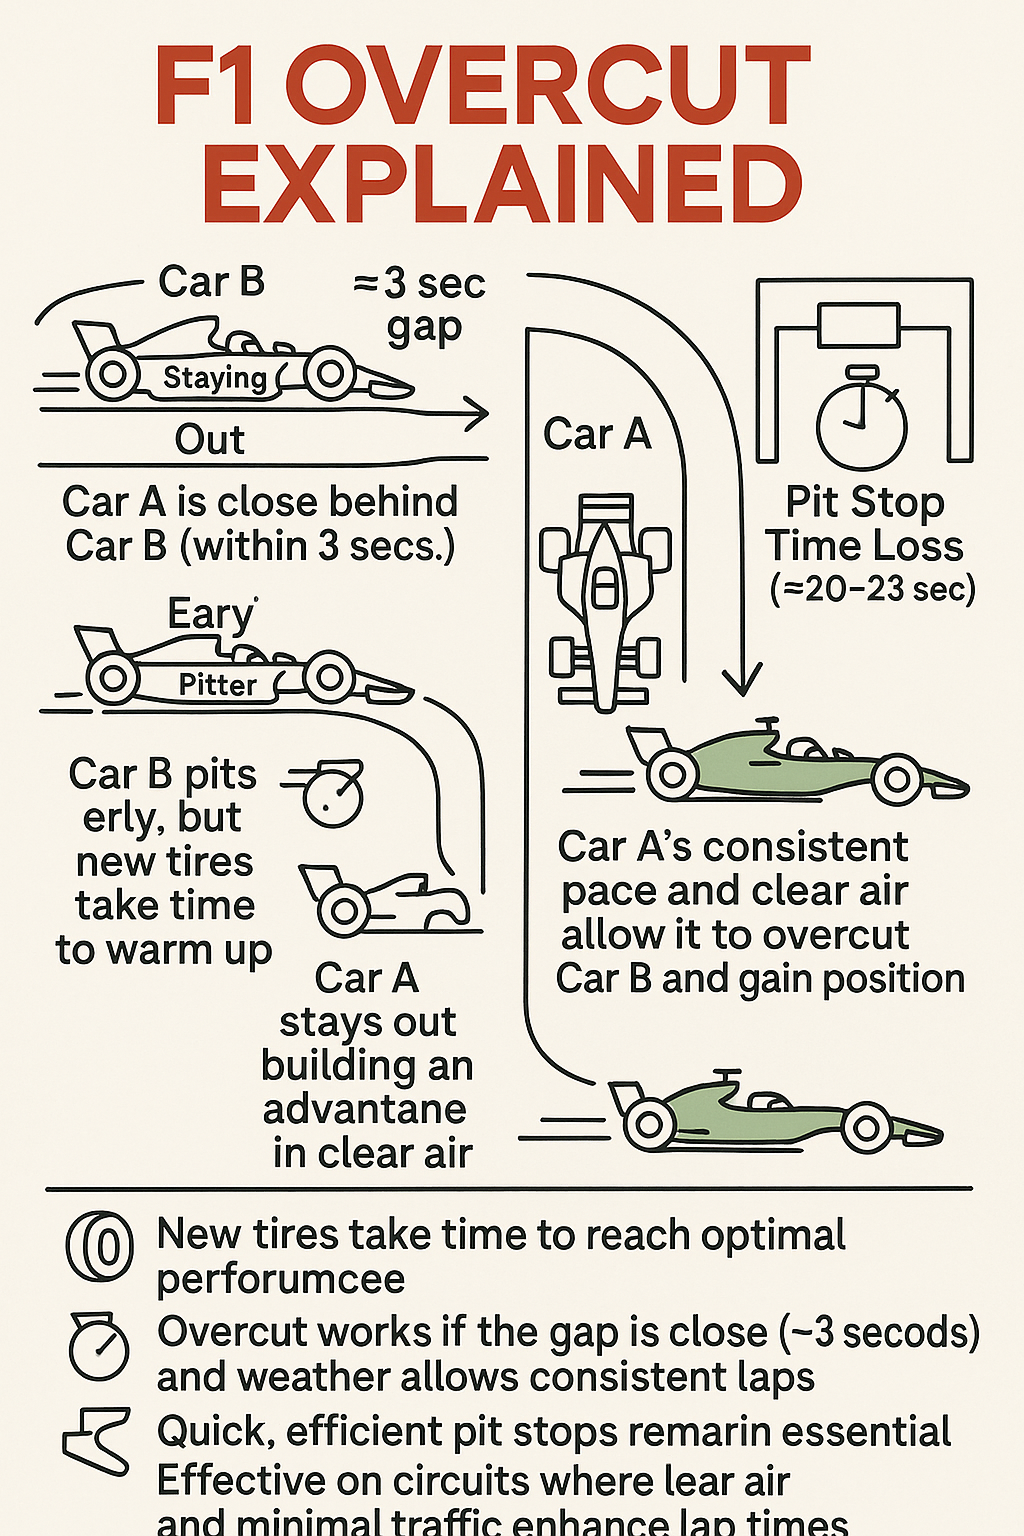 F1 OVERCUT
EXPLAINED
Car B
≈3 sec
gap
Staying
Out
Car A is close behind
Car B (within 3 secs.)
Eary
Pitter
Car B pits
erly, but
new tires
take time
to warm up
Car A
stays out
building an
advantane
in clear air
Car A
Pit Stop
Time Loss
(≈20–23 sec)
Car A's consistent
pace and clear air
allow it to overcut
Car B and gain position
New tires take time to reach optimal
perforumcee
Overcut works if the gap is close (~3 secods)
and weather allows consistent laps
Quick, efficient pit stops remarin essential
Effective on circuits where lear air
and minimal traffic enhance lap times